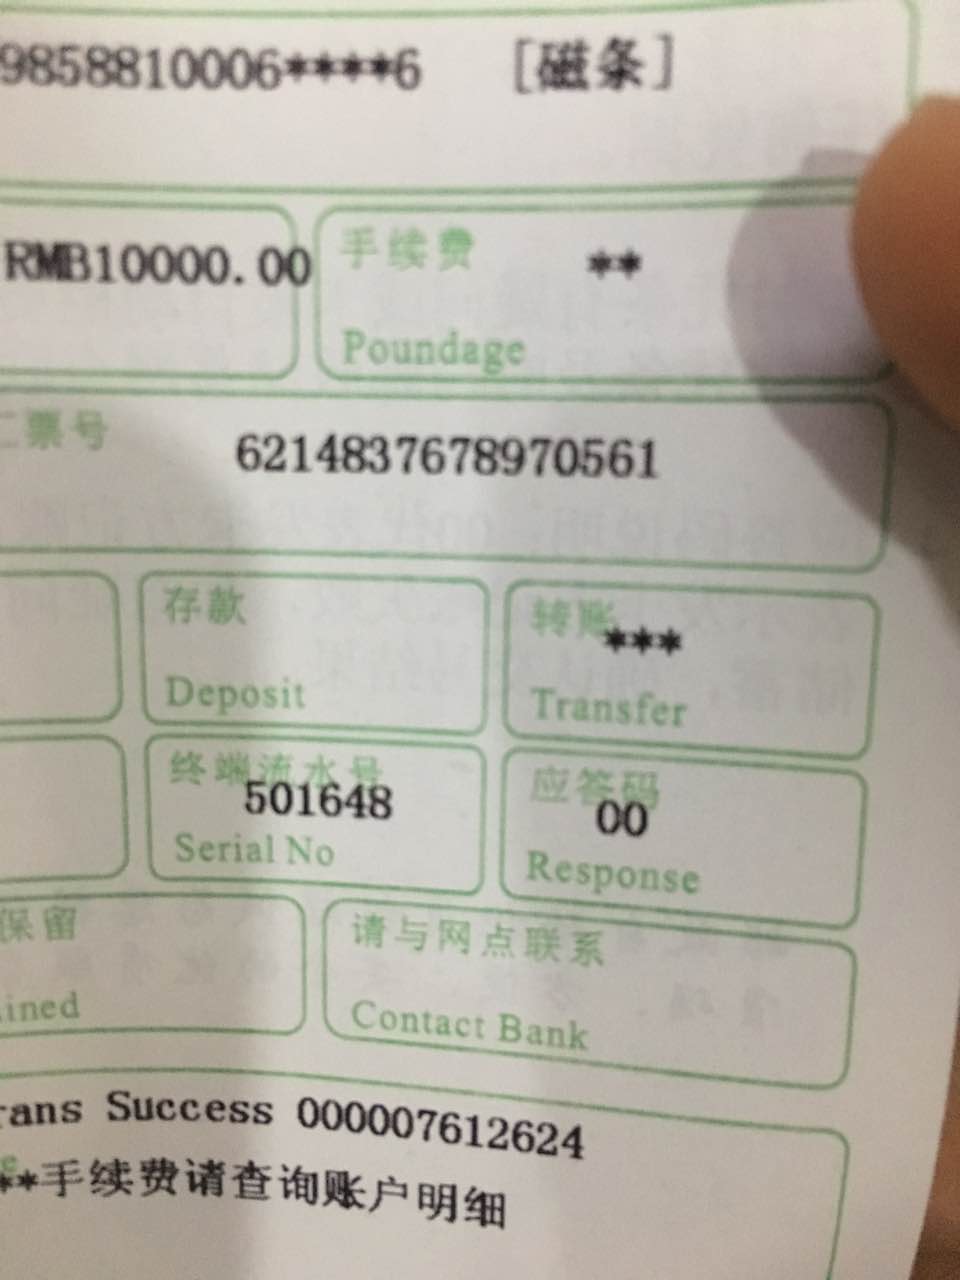 9858810006****6 [磁条]
RMB10000.00
手续费
**
Poundage
票号
6214837678970561
存款
Deposit
转账
***
Transfer
终端流水号
501648
Serial No
应答码
00
Response
保留
ined
请与网点联系
Contact Bank
rans Success 000007612624
e
**手续费请查询账户明细